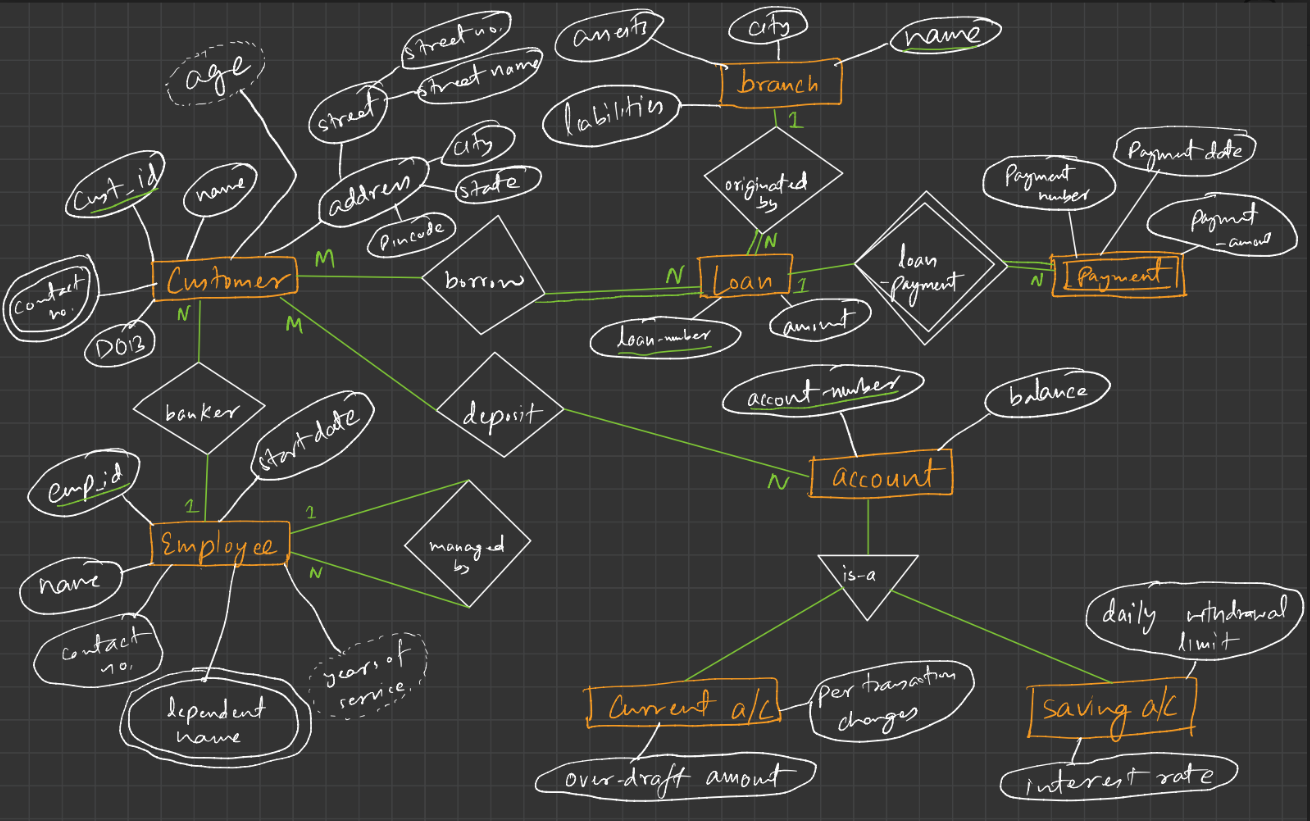 street no.
assets
city
name
age
street name
branch
street
liabilities
1
city
Payment date
Cust_id
name
address
state
originated
by
Payment
number
Payment
-amount
Pincode
N
M
borrow
N
Loan
1
loan
-payment
N
Payment
Customer
contact
no.
N
M
DOB
loan-number
amount
account-number
balance
banker
deposit
start date
emp_id
N
account
1
1
Employee
managed
by
N
is-a
name
contact
no.
years of
service
daily withdrawal
limit
dependent
name
Current a/c
per transaction
charges
saving a/c
over-draft amount
interest rate